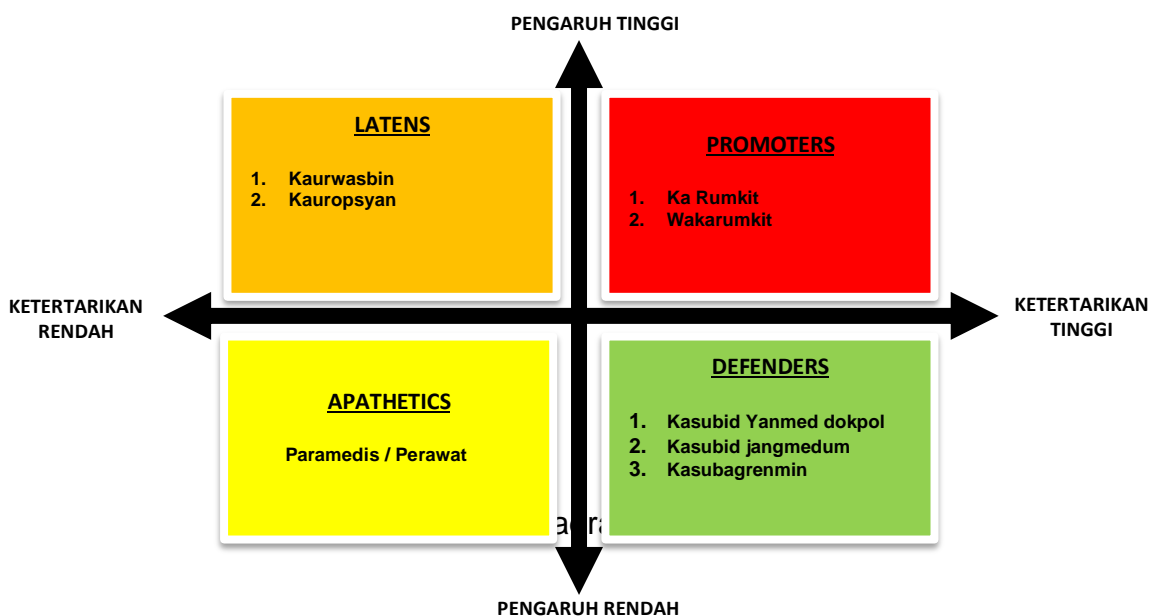 PENGARUH TINGGI
LATENS
1. Kaurwasbin
2. Kauropsyan
PROMOTERS
1. Ka Rumkit
2. Wakarumkit
KETERTARIKAN
RENDAH
KETERTARIKAN
TINGGI
APATHETICS
Paramedis / Perawat
DEFENDERS
1. Kasubid Yanmed dokpol
2. Kasubid jangmedum
3. Kasubagrenmin
PENGARUH RENDAH